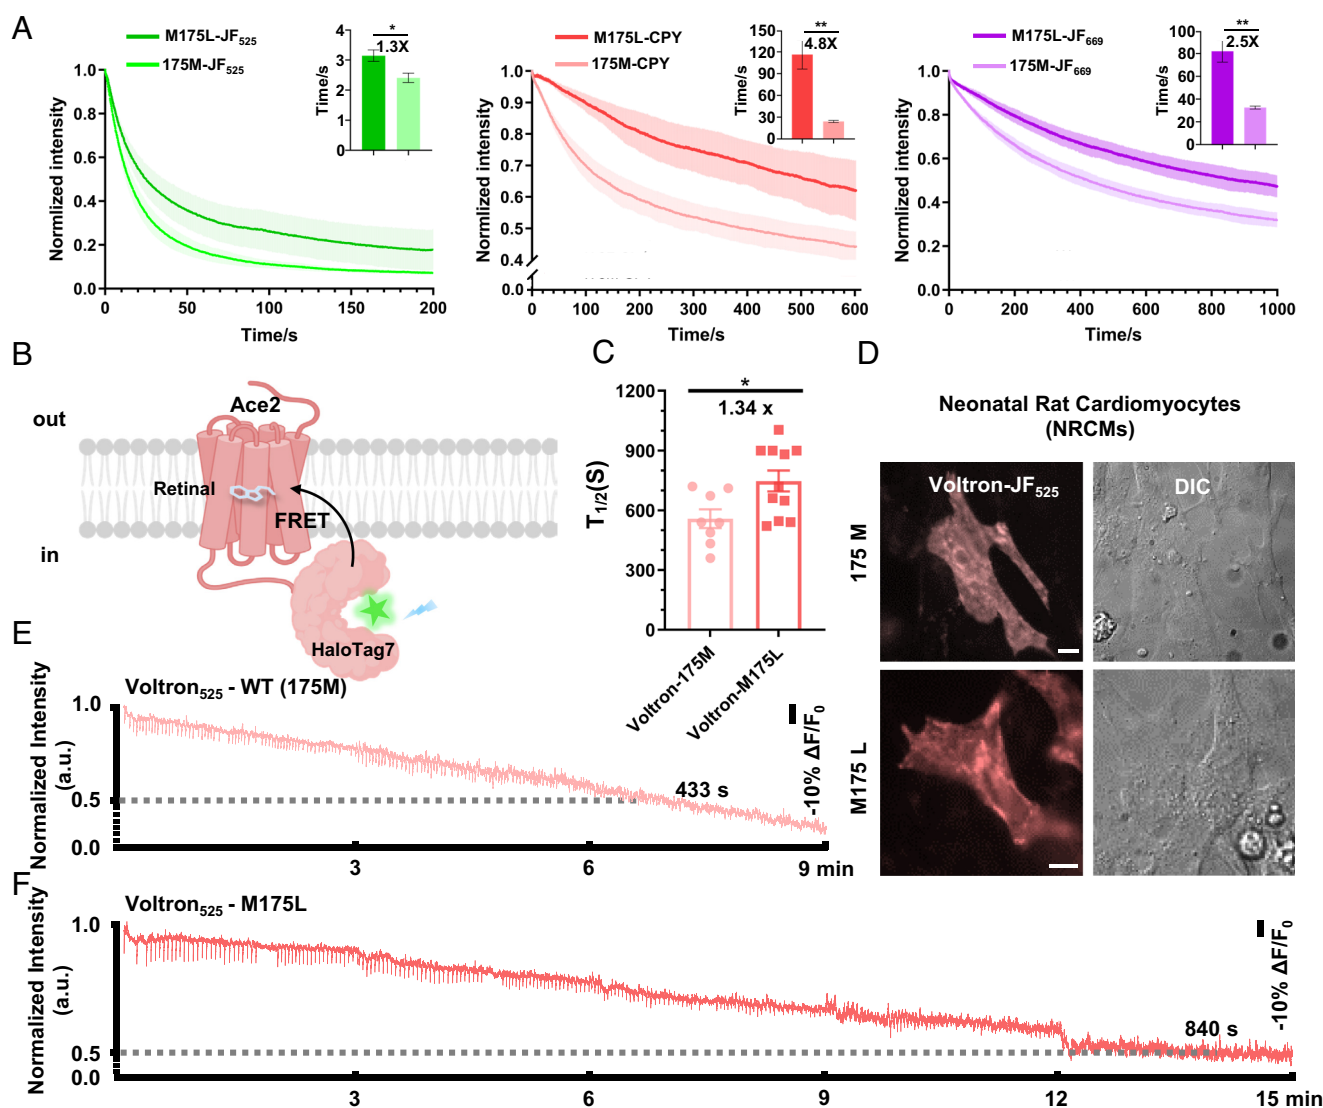 A
M175L-JF525
175M-JF525
Normlized intensity
1.0
0.8
0.6
0.4
0.2
0.0
0
50
100
150
200
Time/s
Time/s
4
3
2
1
0
*
1.3X
M175L-CPY
175M-CPY
Normlized intensity
1.0
0.9
0.8
0.7
0.6
0.5
0.4
0.0
0
100
200
300
400
500
600
Time/s
Time/s
150
120
90
60
30
0
**
4.8X
M175L-JF669
175M-JF669
Normlized intensity
1.0
0.8
0.6
0.4
0.2
0.0
0
200
400
600
800
1000
Time/s
Time/s
100
80
60
40
20
0
**
2.5X
B
out
in
Ace2
Retinal
FRET
HaloTag7
C
T1/2(S)
1200
900
600
300
0
*
1.34 x
Voltron-175M
Voltron-M175L
D
Neonatal Rat Cardiomyocytes
(NRCMs)
Voltron-JF525
DIC
175 M
M175 L
E
Voltron525 - WT (175M)
Normalized Intensity
(a.u.)
1.0
0.5
0.0
433 s
-10% ΔF/F0
3
6
9 min
F
Voltron525 - M175L
Normalized Intensity
(a.u.)
1.0
0.5
0.0
840 s
-10% ΔF/F0
3
6
9
12
15 min